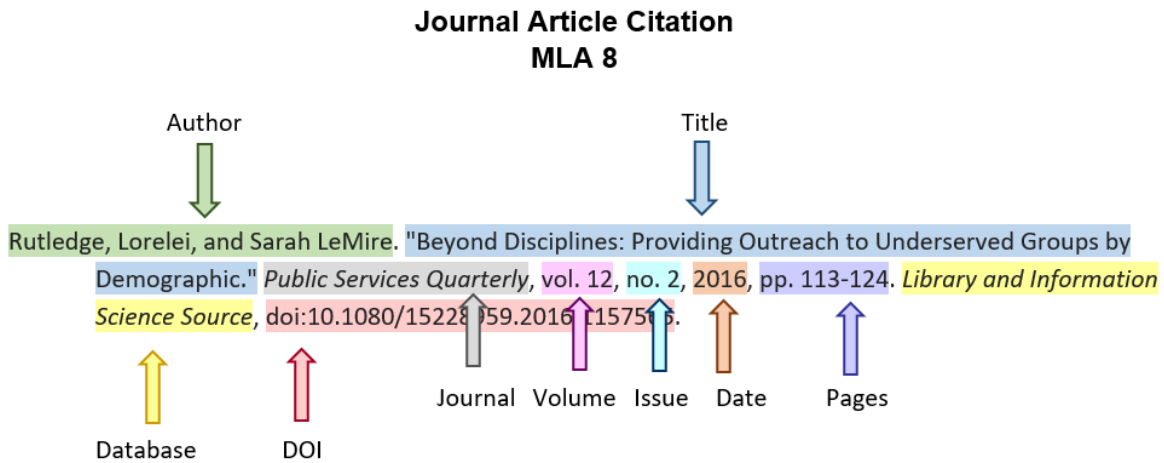 Journal Article Citation
MLA 8
Author Title
Rutledge, Lorelei, and Sarah LeMire. "Beyond Disciplines: Providing Outreach to Underserved Groups by
Demographic." Public Services Quarterly, vol. 12, no. 2, 2016, pp. 113-124. Library and Information
Science Source,
Journal Volume Issue Date Pages
Database DOI